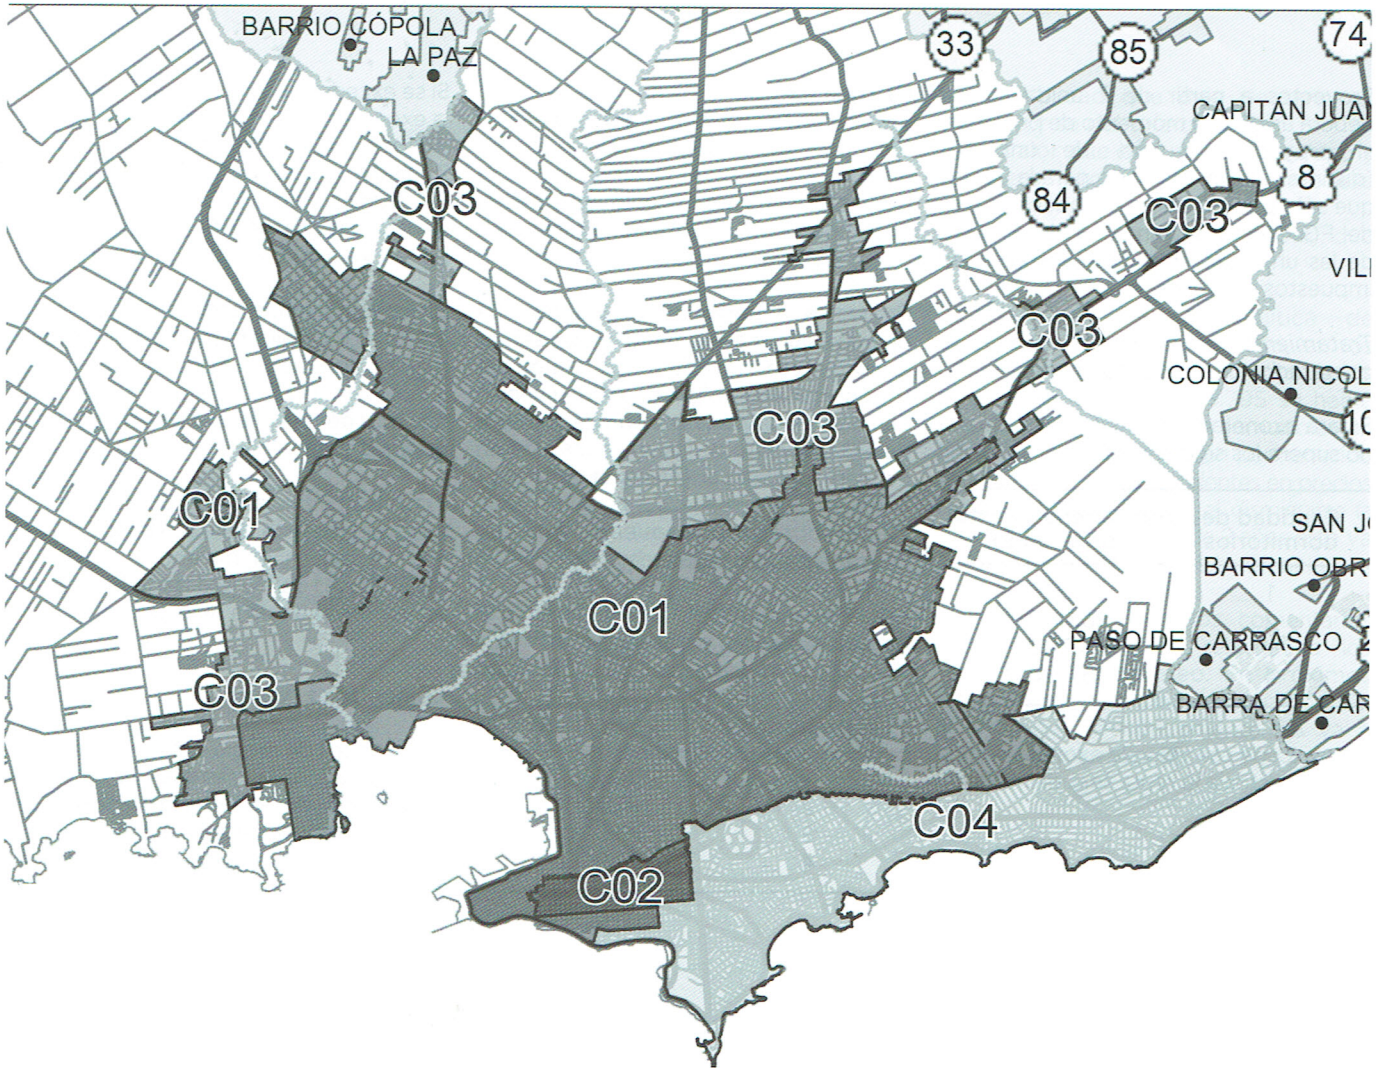 BARRIO CÓPOLA
LA PAZ
33
85
74
CAPITÁN JUAN
8
C03
84
C03
VILL
C03
COLONIA NICOL
C03
10
C01
SAN J
BARRIO OBR
C01
PASO DE CARRASCO
C03
BARRA DE CAR
C04
C02